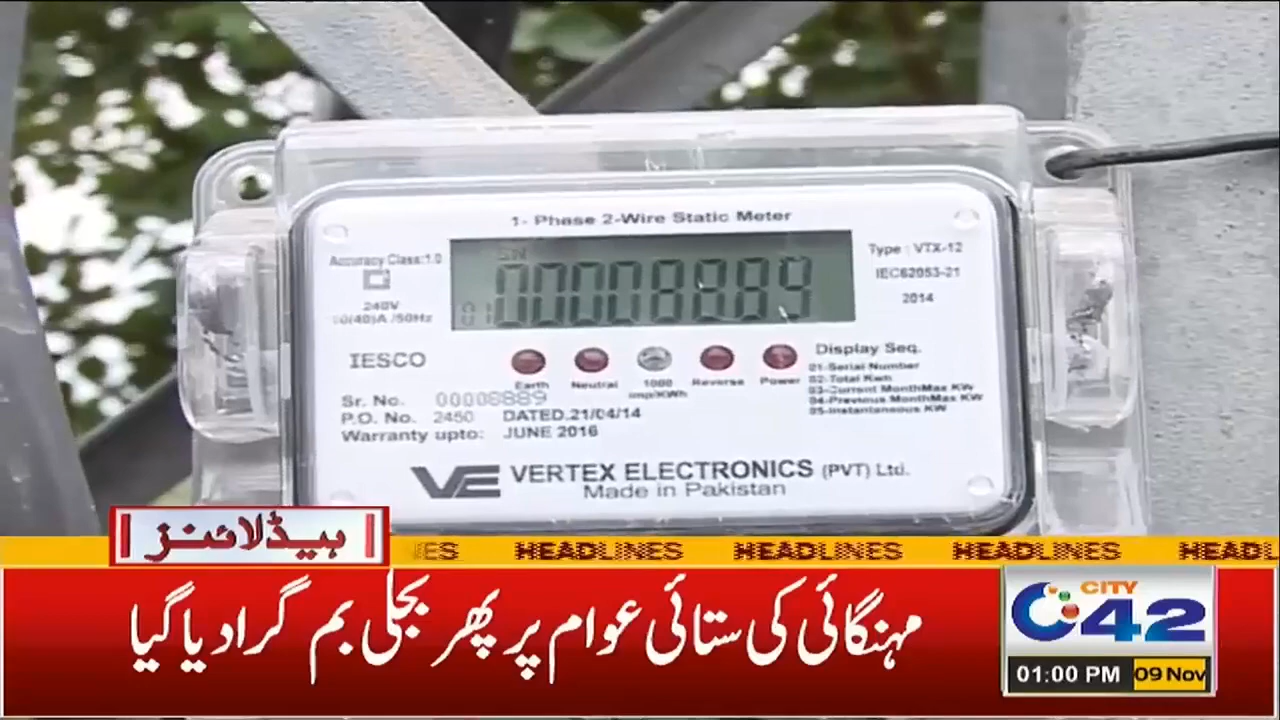 1- Phase 2-Wire Static Meter
Accuracy Class:1.0
240V
10(40)A /50Hz
SN
01 00008889
Type : VTX-12
IEC62053-21
2014
IESCO
Earth Neutral 1000 imp/KWh Reverse Power
Display Seq.
01-Serial Number
02-Total Kwh
03-Current MonthMax KW
04-Previous MonthMax KW
05-Instantaneous KW
Sr. No. 00008889
P.O. No. 2450 DATED.21/04/14
Warranty upto: JUNE 2016
VE VERTEX ELECTRONICS (PVT) Ltd.
Made in Pakistan
ہیڈلائنز
NES HEADLINES HEADLINES HEADLINES HEADL
مہنگائی کی ستائی عوام پر پھر بجلی بم گرا دیا گیا
CITY
42
01:00 PM 09 Nov